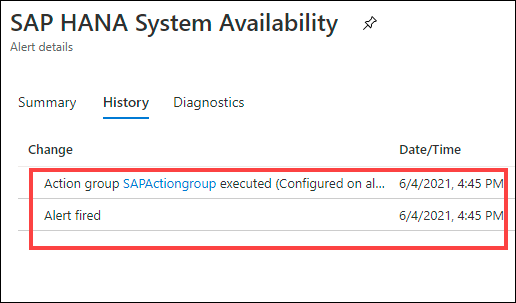 SAP HANA System Availability
Alert details
Summary History Diagnostics
Change Date/Time
Action group SAPActiongroup executed (Configured on al... 6/4/2021, 4:45 PM
Alert fired 6/4/2021, 4:45 PM